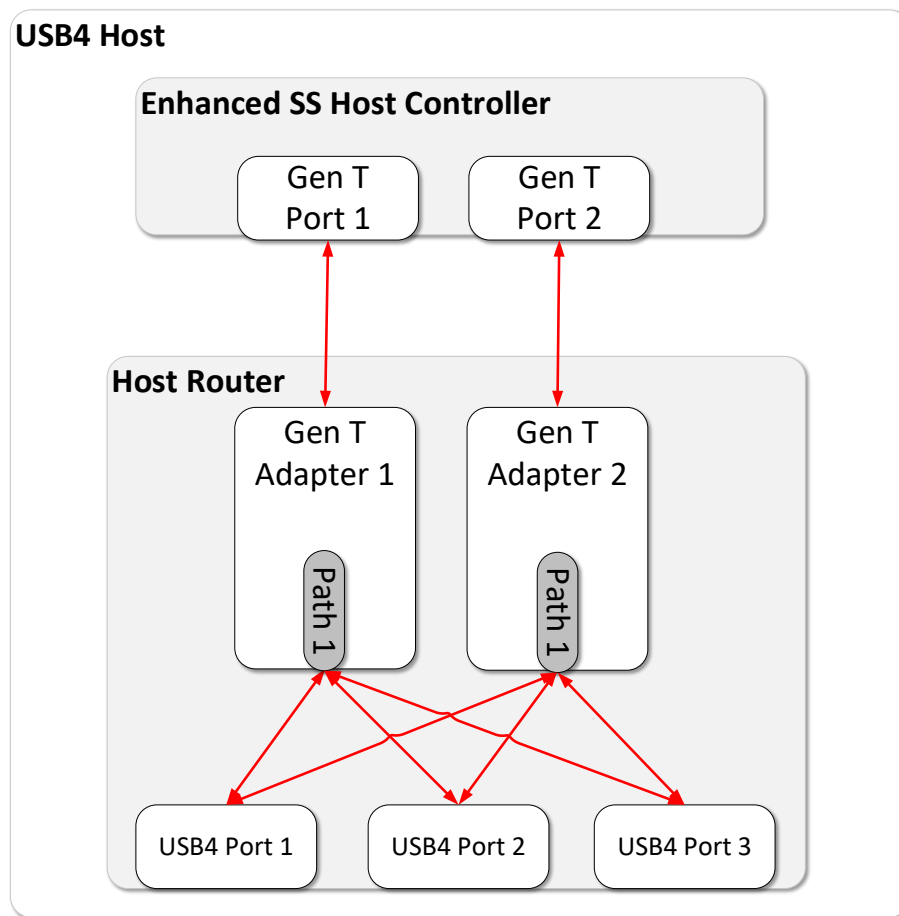 USB4 Host
Enhanced SS Host Controller
Gen T
Port 1
Gen T
Port 2
Host Router
Gen T
Adapter 1
Gen T
Adapter 2
Path 1
Path 1
USB4 Port 1
USB4 Port 2
USB4 Port 3